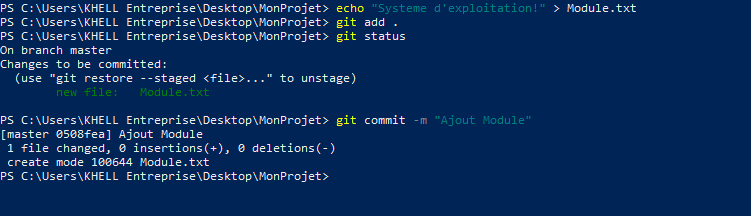 PS C:\Users\KHELL Entreprise\Desktop\MonProjet> echo "Systeme d'exploitation!" > Module.txt
PS C:\Users\KHELL Entreprise\Desktop\MonProjet> git add .
PS C:\Users\KHELL Entreprise\Desktop\MonProjet> git status
On branch master
Changes to be committed:
  (use "git restore --staged <file>..." to unstage)
        new file:   Module.txt

PS C:\Users\KHELL Entreprise\Desktop\MonProjet> git commit -m "Ajout Module"
[master 0508fea] Ajout Module
 1 file changed, 0 insertions(+), 0 deletions(-)
 create mode 100644 Module.txt
PS C:\Users\KHELL Entreprise\Desktop\MonProjet>